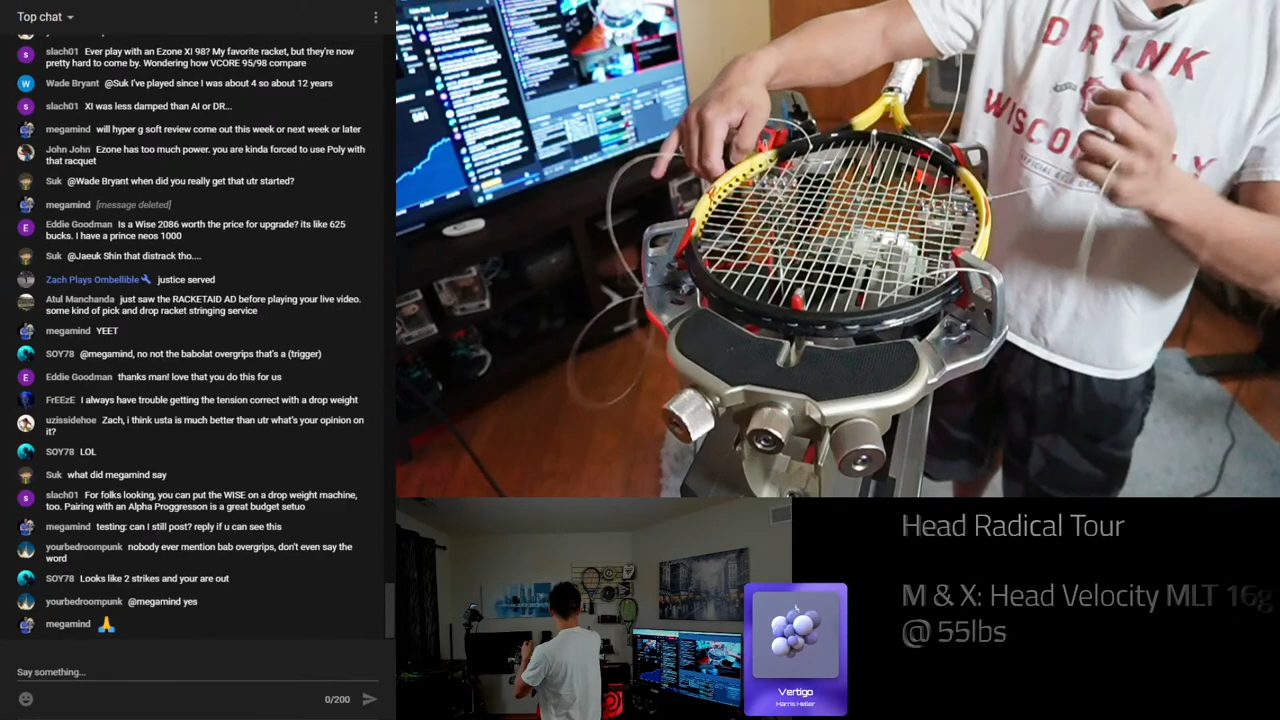 Top chat
slach01 Ever play with an Ezone XI 98? My favorite racket, but they're now
pretty hard to come by. Wondering how VCORE 95/98 compare
Wade Bryant @Suk I've played since I was about 4 so about 12 years
slach01 XI was less damped than AI or DR...
megamind will hyper g soft review come out this week or next week or later
John John Ezone has too much power. you are kinda forced to use Poly with
that racquet
Suk @Wade Bryant when did you really get that utr started?
megamind [message deleted]
Eddie Goodman Is a Wise 2086 worth the price for upgrade? its like 625
bucks. I have a prince neos 1000
Suk @Jaeuk Shin that distrack tho....
Zach Plays Ombellible justice served
Atul Manchanda just saw the RACKETAID AD before playing your live video.
some kind of pick and drop racket stringing service
megamind YEET
SOY78 @megamind, no not the babolat overgrips that's a (trigger)
Eddie Goodman thanks man! love that you do this for us
FrEEzE I always have trouble getting the tension correct with a drop weight
uzissidehoe Zach, i think usta is much better than utr what's your opinion on
it?
SOY78 LOL
Suk what did megamind say
slach01 For folks looking, you can put the WISE on a drop weight machine,
too. Pairing with an Alpha Proggresson is a great budget setuo
megamind testing: can I still post? reply if u can see this
yourbedroompunk nobody ever mention bab overgrips, don't even say the
word
SOY78 Looks like 2 strikes and your are out
yourbedroompunk @megamind yes
megamind 🙏
Say something...
0/200
DRINK
WISCO
Head Radical Tour
M & X: Head Velocity MLT 16g
@ 55lbs
Vertigo
Harris Heller